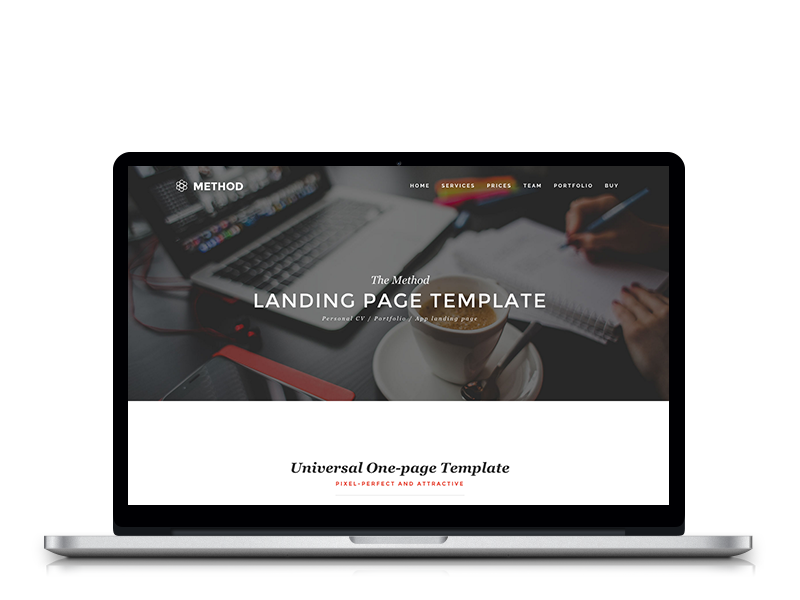 METHOD
HOME SERVICES PRICES TEAM PORTFOLIO BUY
The Method
LANDING PAGE TEMPLATE
Personal CV / Portfolio / App landing page
Universal One-page Template
PIXEL-PERFECT AND ATTRACTIVE